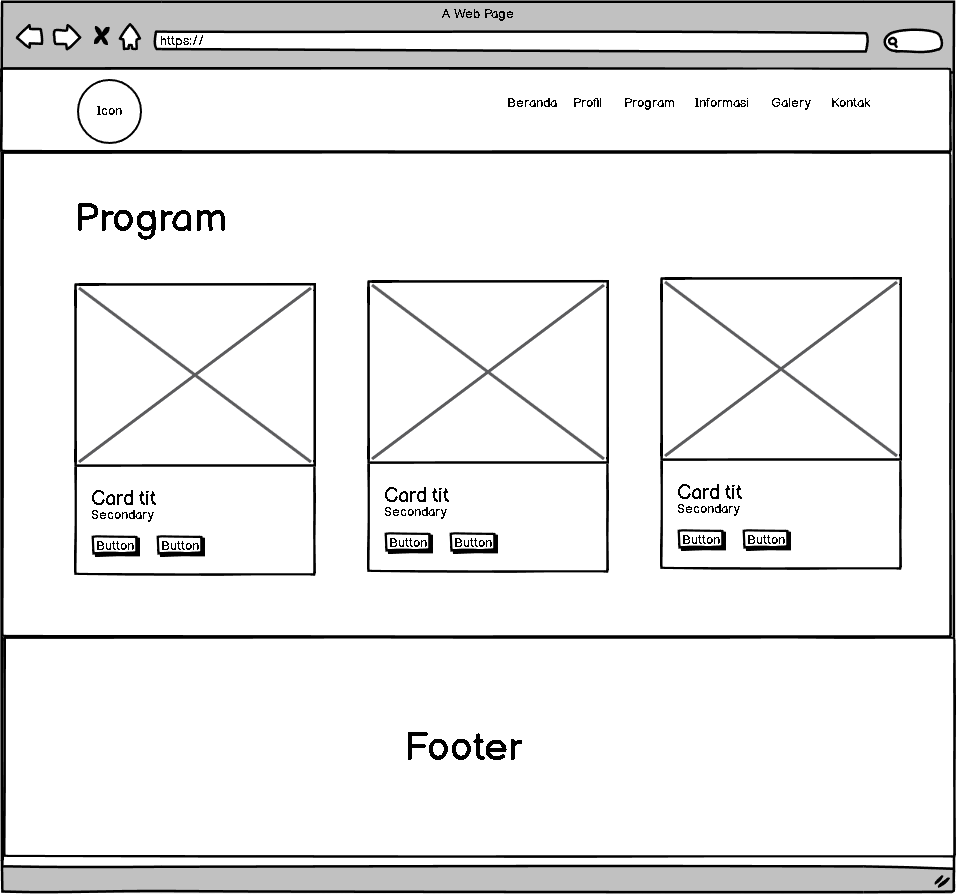 A Web Page
https://
Icon
Beranda Profil Program Informasi Galery Kontak
Program
Card tit
Secondary
Button Button
Card tit
Secondary
Button Button
Card tit
Secondary
Button Button
Footer